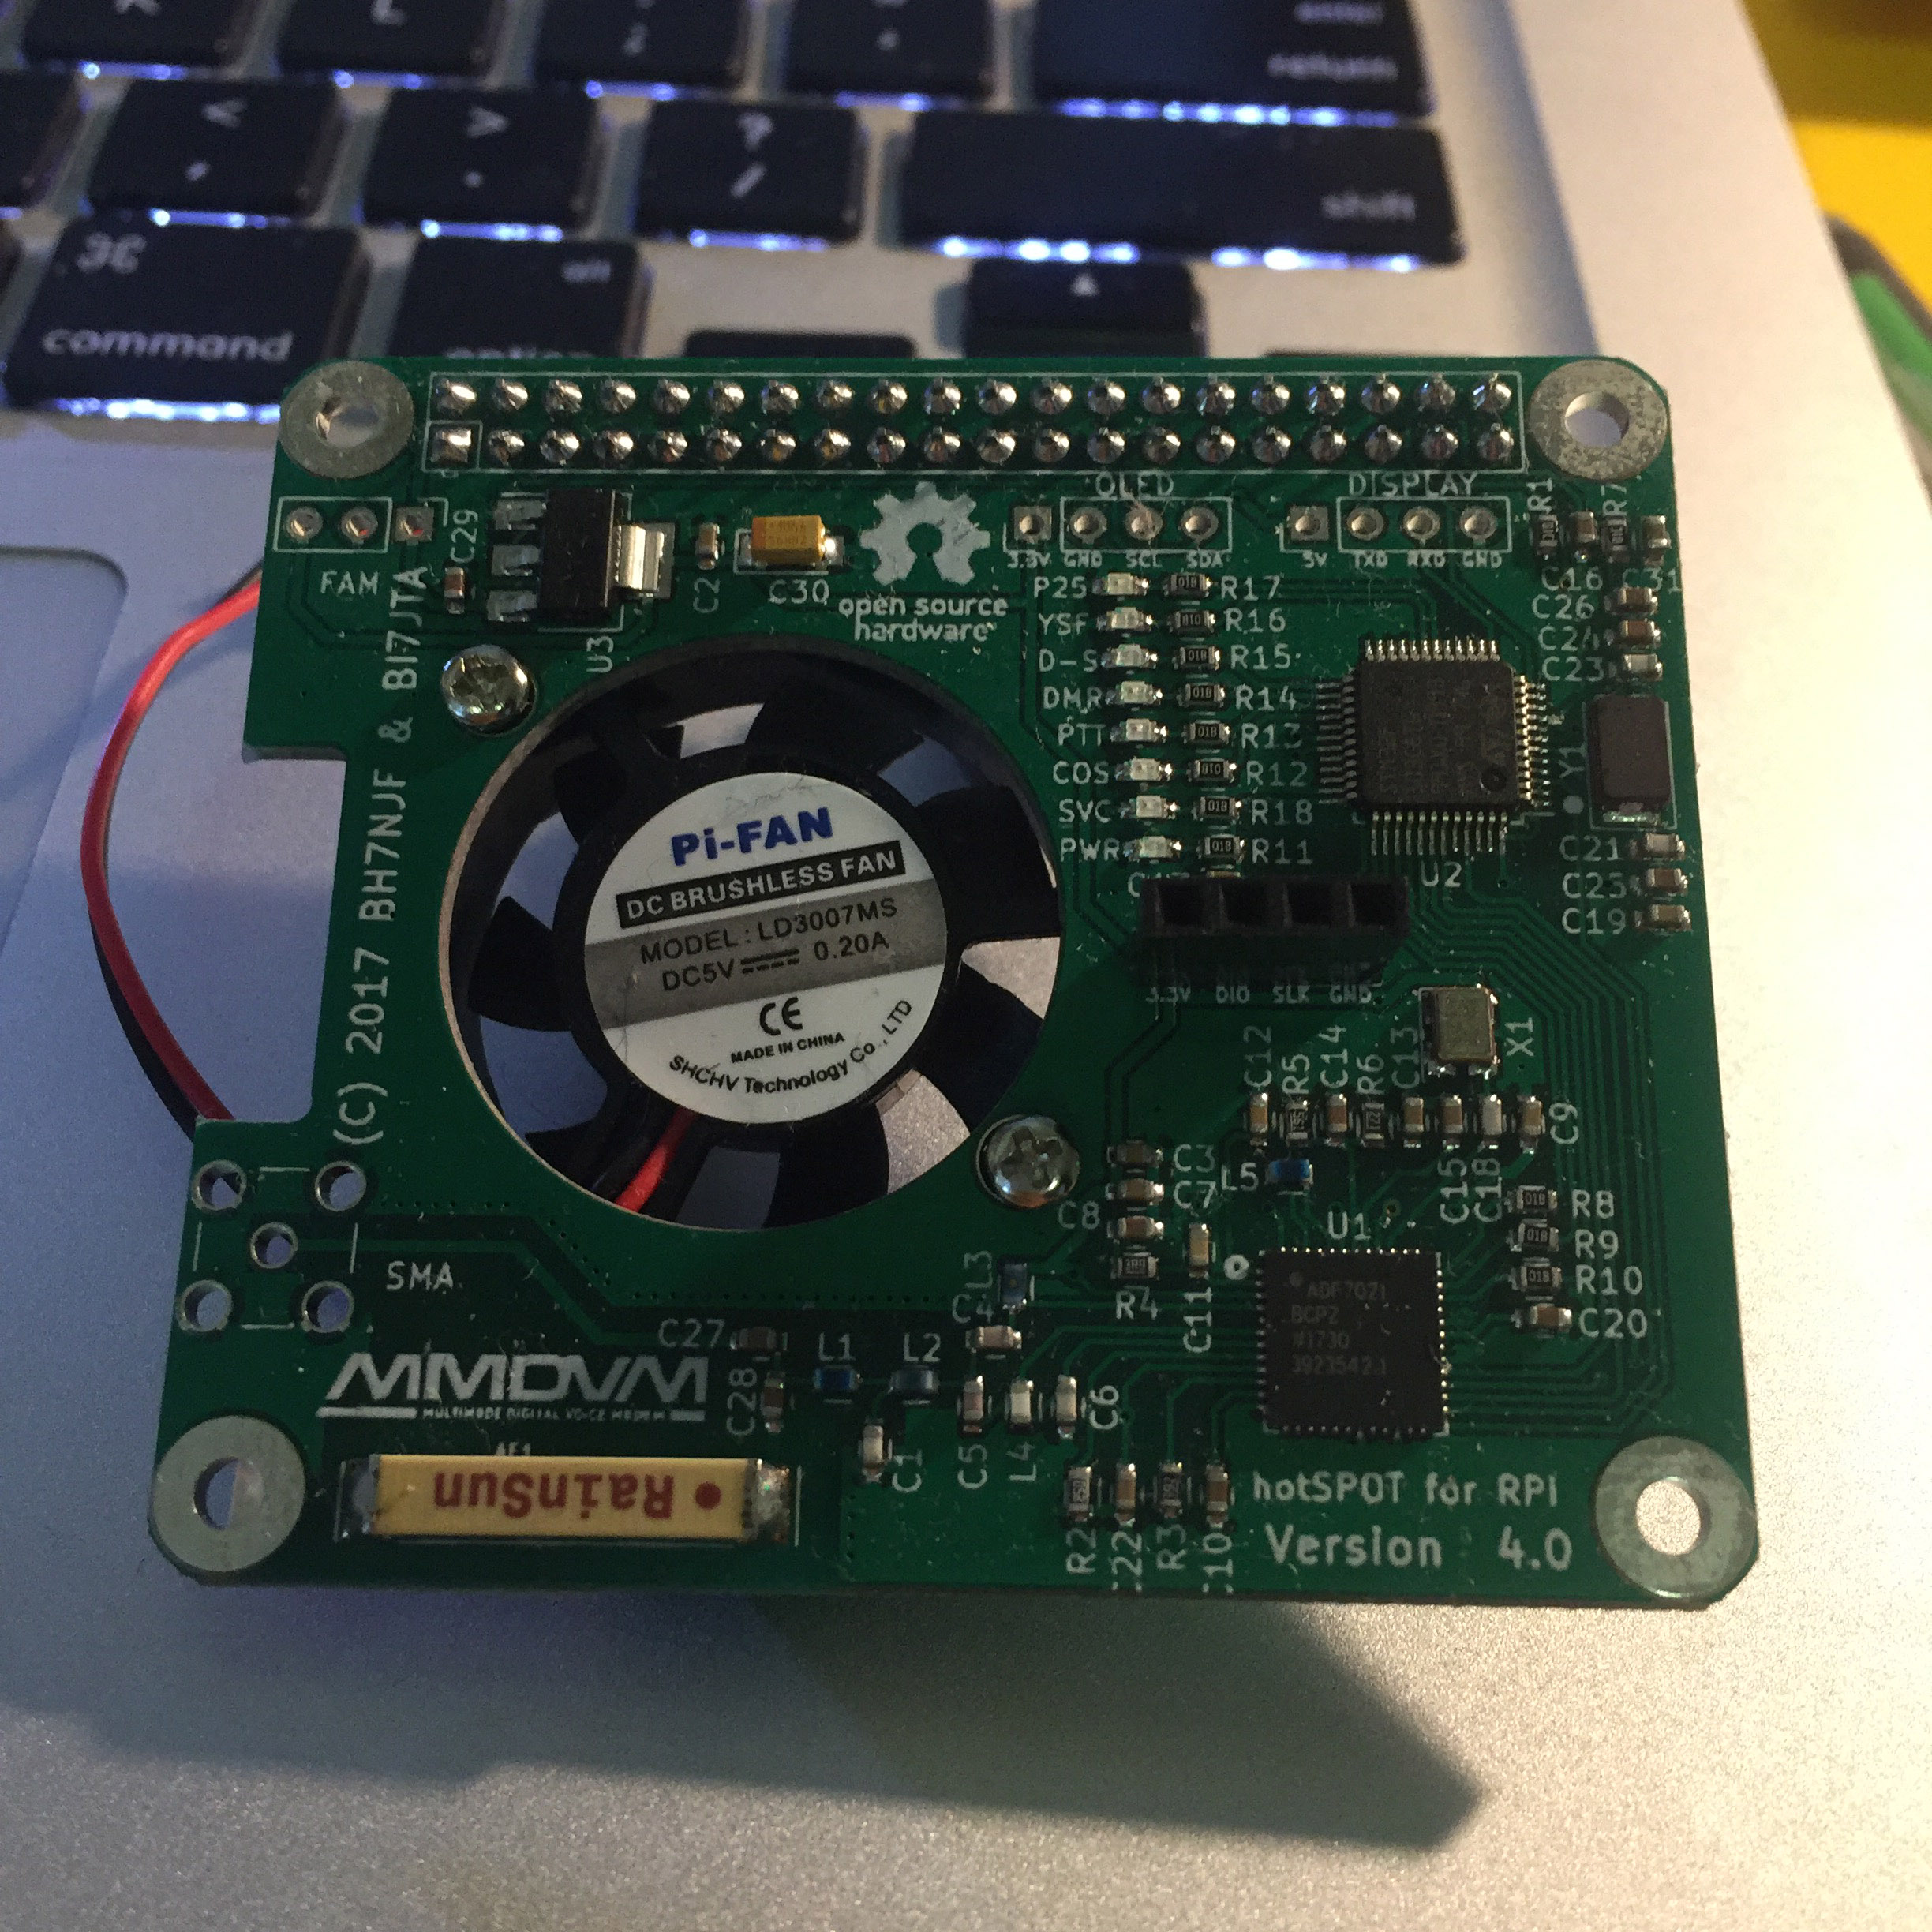 K
L
:
;
"
'
enter
return
<
,
>
.
?
/
shift
⌘
command
alt
option
▲
OLED
DISPLAY
R1
R7
3.3V GND SCL SDA
5V TXD RXD GND
FAM
C29
U3
C2
C30
open source
hardware
C16 C31
C26
C24
C23
P25 R17
YSF R16
D-S R15
DMR R14
PTT R13
COS R12
SVC R18
PWR R11
U2
Y1
C21
C25
C19
(C) 2017 BH7NJF & BI7JTA
Pi-FAN
DC BRUSHLESS FAN
MODEL: LD3007MS
DC5V 0.20A
CE
MADE IN CHINA
SHCHV Technology Co., LTD
3.3V DIO SLK GND
C12
R5
C14
R6
C13
X1
C9
C15
C18
L5
C3
C7
C8
R4
C11
U1
R8
R9
R10
C20
ADF7021
BCPZ
#1730
3923542.1
SMA
L3
C4
C27
C28
L1
L2
C1
C5
L4
C6
R2
C22
R3
C10
MMDVM
MULTIMODE DIGITAL VOICE MODEM
AE1
RainSun
hotSPOT for RPi
Version 4.0